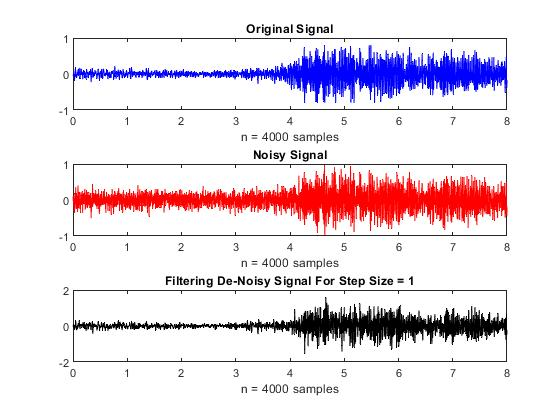 Original Signal
1
0
-1
0 1 2 3 4 5 6 7 8
n = 4000 samples
Noisy Signal
1
0
-1
0 1 2 3 4 5 6 7 8
n = 4000 samples
Filtering De-Noisy Signal For Step Size = 1
2
0
-2
0 1 2 3 4 5 6 7 8
n = 4000 samples